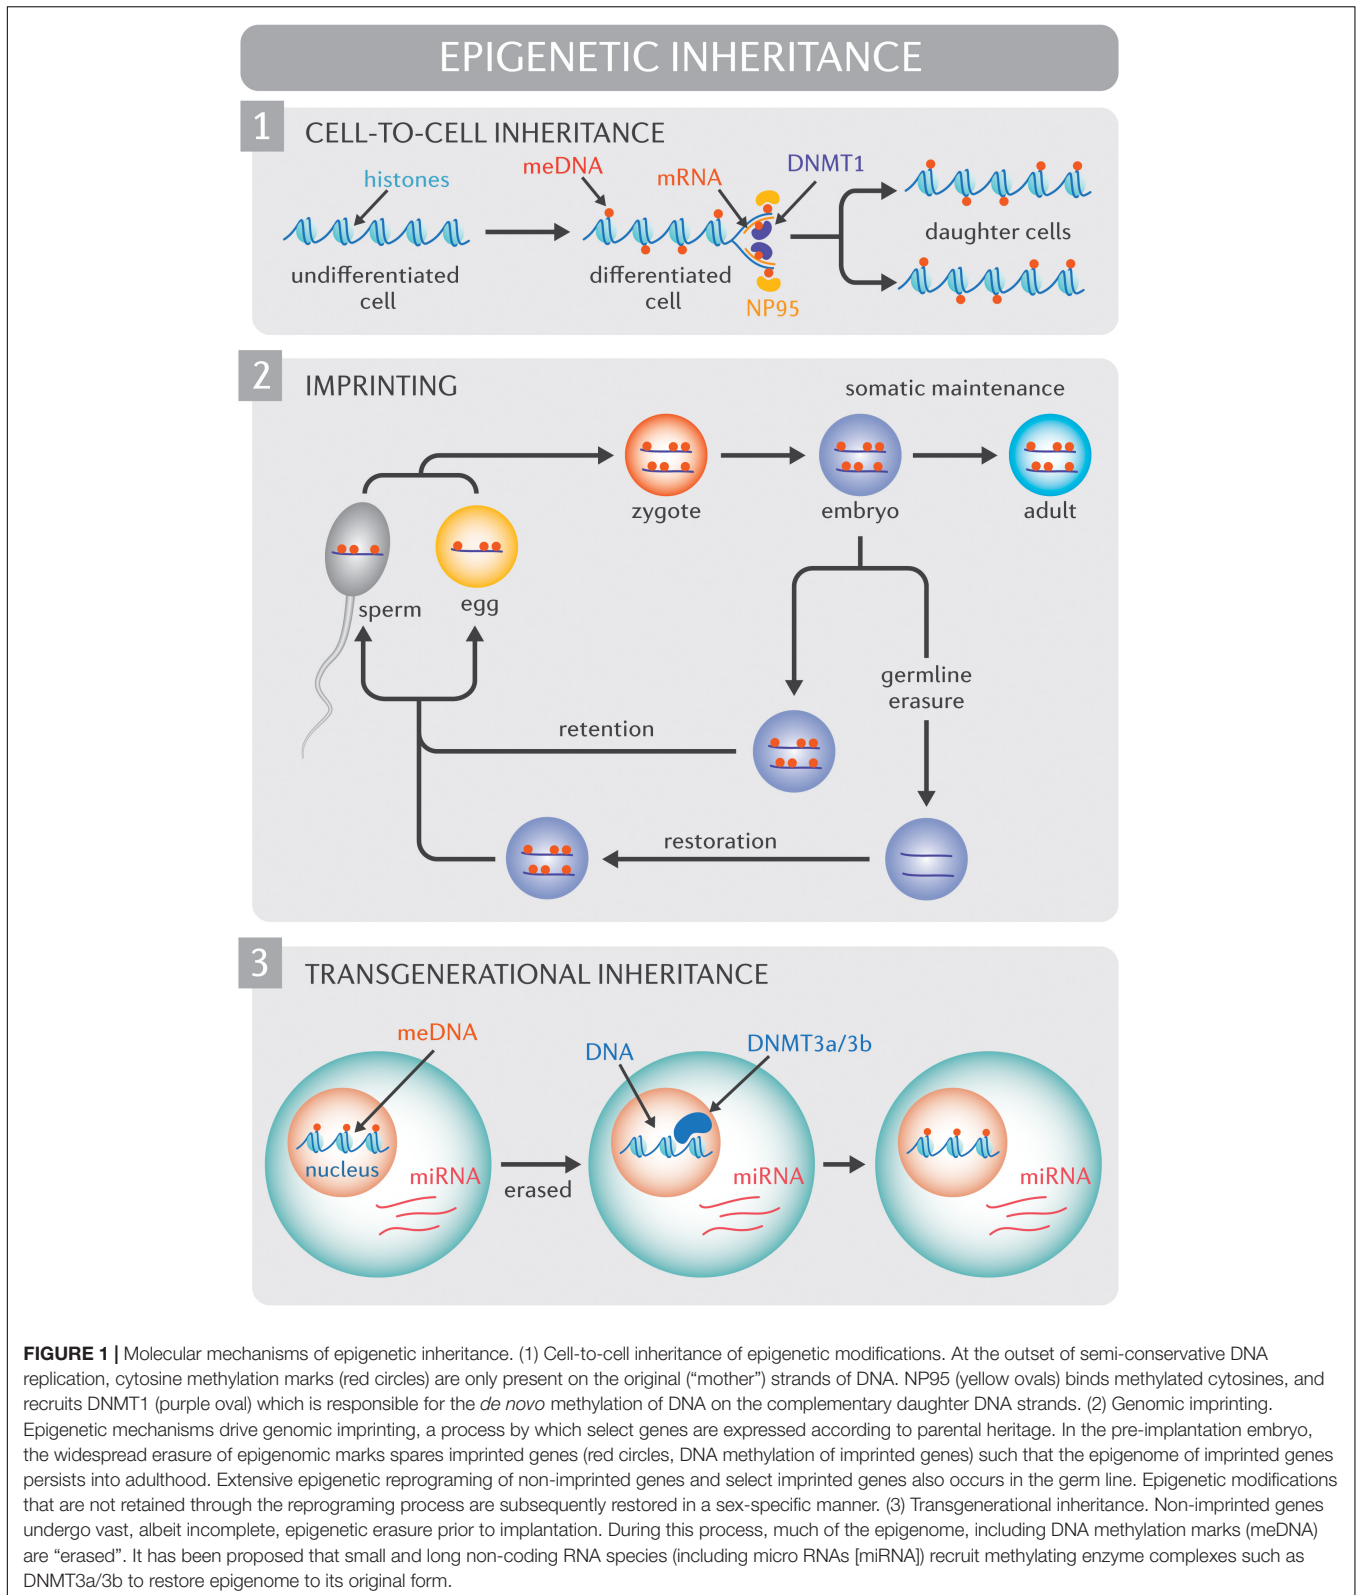 EPIGENETIC INHERITANCE
1
CELL-TO-CELL INHERITANCE
histones
meDNA
mRNA
DNMT1
undifferentiated
cell
differentiated
cell
NP95
daughter cells
2
IMPRINTING
somatic maintenance
zygote
embryo
adult
sperm
egg
germline
erasure
retention
restoration
3
TRANSGENERATIONAL INHERITANCE
meDNA
DNA
DNMT3a/3b
nucleus
miRNA
erased
miRNA
miRNA
FIGURE 1 | Molecular mechanisms of epigenetic inheritance. (1) Cell-to-cell inheritance of epigenetic modifications. At the outset of semi-conservative DNA
replication, cytosine methylation marks (red circles) are only present on the original (“mother”) strands of DNA. NP95 (yellow ovals) binds methylated cytosines, and
recruits DNMT1 (purple oval) which is responsible for the de novo methylation of DNA on the complementary daughter DNA strands. (2) Genomic imprinting.
Epigenetic mechanisms drive genomic imprinting, a process by which select genes are expressed according to parental heritage. In the pre-implantation embryo,
the widespread erasure of epigenomic marks spares imprinted genes (red circles, DNA methylation of imprinted genes) such that the epigenome of imprinted genes
persists into adulthood. Extensive epigenetic reprograming of non-imprinted genes and select imprinted genes also occurs in the germ line. Epigenetic modifications
that are not retained through the reprograming process are subsequently restored in a sex-specific manner. (3) Transgenerational inheritance. Non-imprinted genes
undergo vast, albeit incomplete, epigenetic erasure prior to implantation. During this process, much of the epigenome, including DNA methylation marks (meDNA)
are “erased”. It has been proposed that small and long non-coding RNA species (including micro RNAs [miRNA]) recruit methylating enzyme complexes such as
DNMT3a/3b to restore epigenome to its original form.